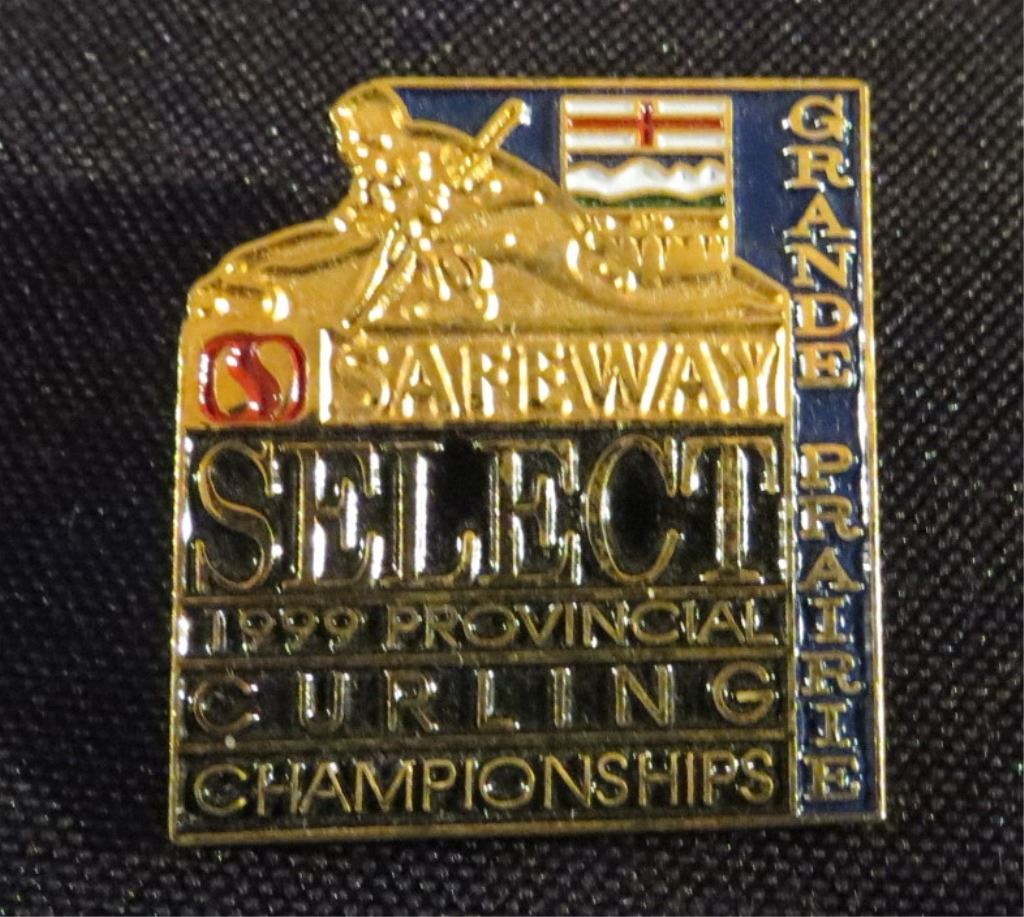 SAFEWAY
SELECT
1999 PROVINCIAL
CURLING
CHAMPIONSHIPS
GRANDE PRAIRIE